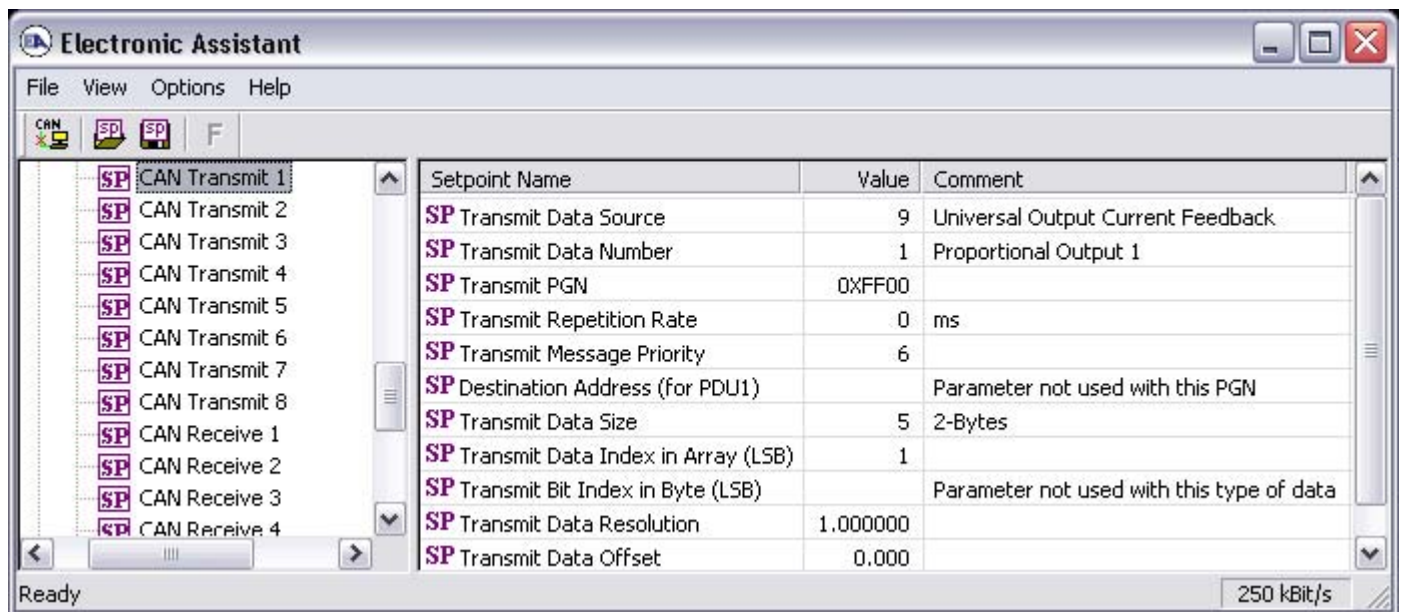 Electronic Assistant
File View Options Help
CAN SP SP F
SP CAN Transmit 1
SP CAN Transmit 2
SP CAN Transmit 3
SP CAN Transmit 4
SP CAN Transmit 5
SP CAN Transmit 6
SP CAN Transmit 7
SP CAN Transmit 8
SP CAN Receive 1
SP CAN Receive 2
SP CAN Receive 3
SP CAN Receive 4
Setpoint Name Value Comment
SP Transmit Data Source 9 Universal Output Current Feedback
SP Transmit Data Number 1 Proportional Output 1
SP Transmit PGN 0XFF00
SP Transmit Repetition Rate 0 ms
SP Transmit Message Priority 6
SP Destination Address (for PDU1) Parameter not used with this PGN
SP Transmit Data Size 5 2-Bytes
SP Transmit Data Index in Array (LSB) 1
SP Transmit Bit Index in Byte (LSB) Parameter not used with this type of data
SP Transmit Data Resolution 1.000000
SP Transmit Data Offset 0.000
Ready 250 kBit/s